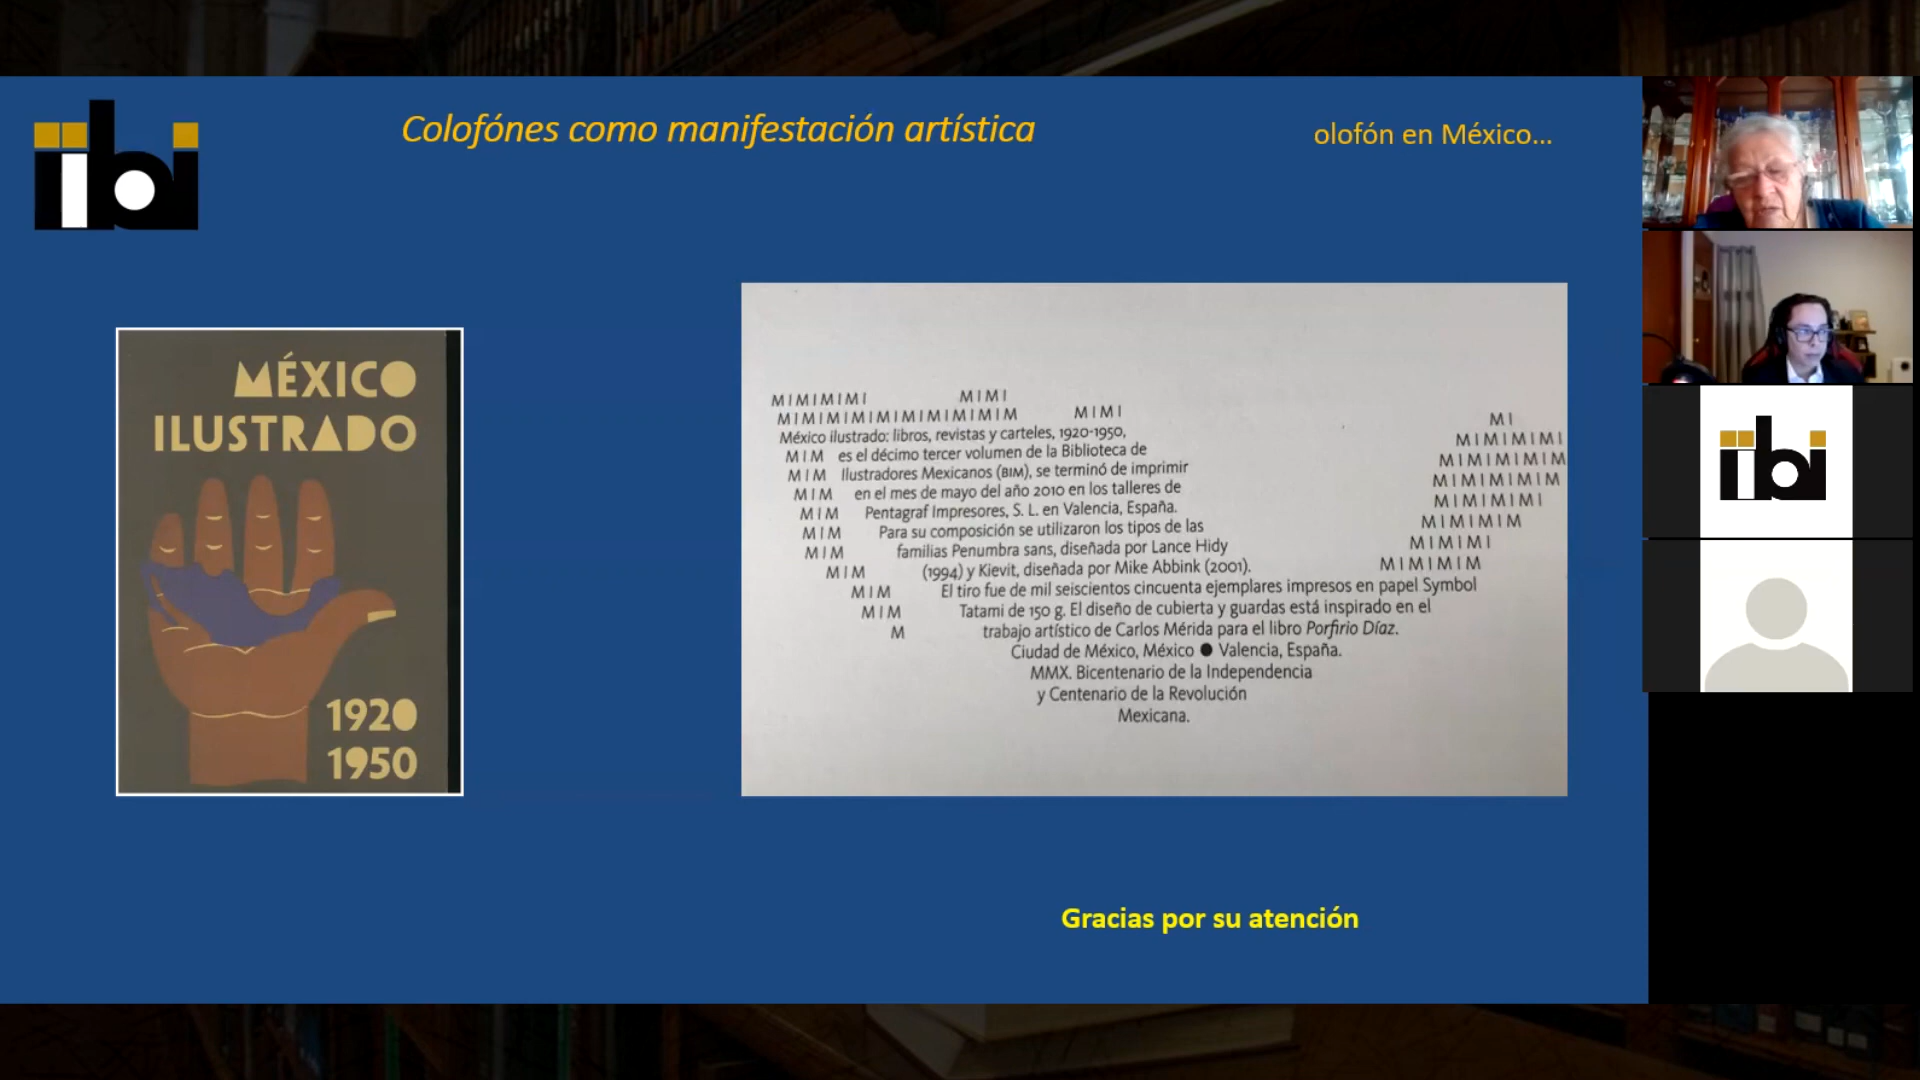 iibi
Colofónes como manifestación artística
olofón en México...
MÉXICO
ILUSTRADO
1920
1950
MIMIMIMI MIMI
MIMIMIMIMIMIMIMIMIMIM MIMI
México ilustrado: libros, revistas y carteles, 1920-1950,
MIM es el décimo tercer volumen de la Biblioteca de
MIM Ilustradores Mexicanos (BIM), se terminó de imprimir
MIM en el mes de mayo del año 2010 en los talleres de
MIM Pentagraf Impresores, S. L. en Valencia, España.
MIM Para su composición se utilizaron los tipos de las
MIM familias Penumbra sans, diseñada por Lance Hidy
MIM (1994) y Kievit, diseñada por Mike Abbink (2001).
MIM El tiro fue de mil seiscientos cincuenta ejemplares impresos en papel Symbol
MIM Tatami de 150 g. El diseño de cubierta y guardas está inspirado en el
M trabajo artístico de Carlos Mérida para el libro Porfirio Díaz.
Ciudad de México, México ● Valencia, España.
MMX. Bicentenario de la Independencia
y Centenario de la Revolución
Mexicana.
MI
MIMIMIMI
MIMIMIMIM
MIMIMIMIM
MIMIMIMI
MIMIMIM
MIMIMI
MIMIMIM
Gracias por su atención
iibi